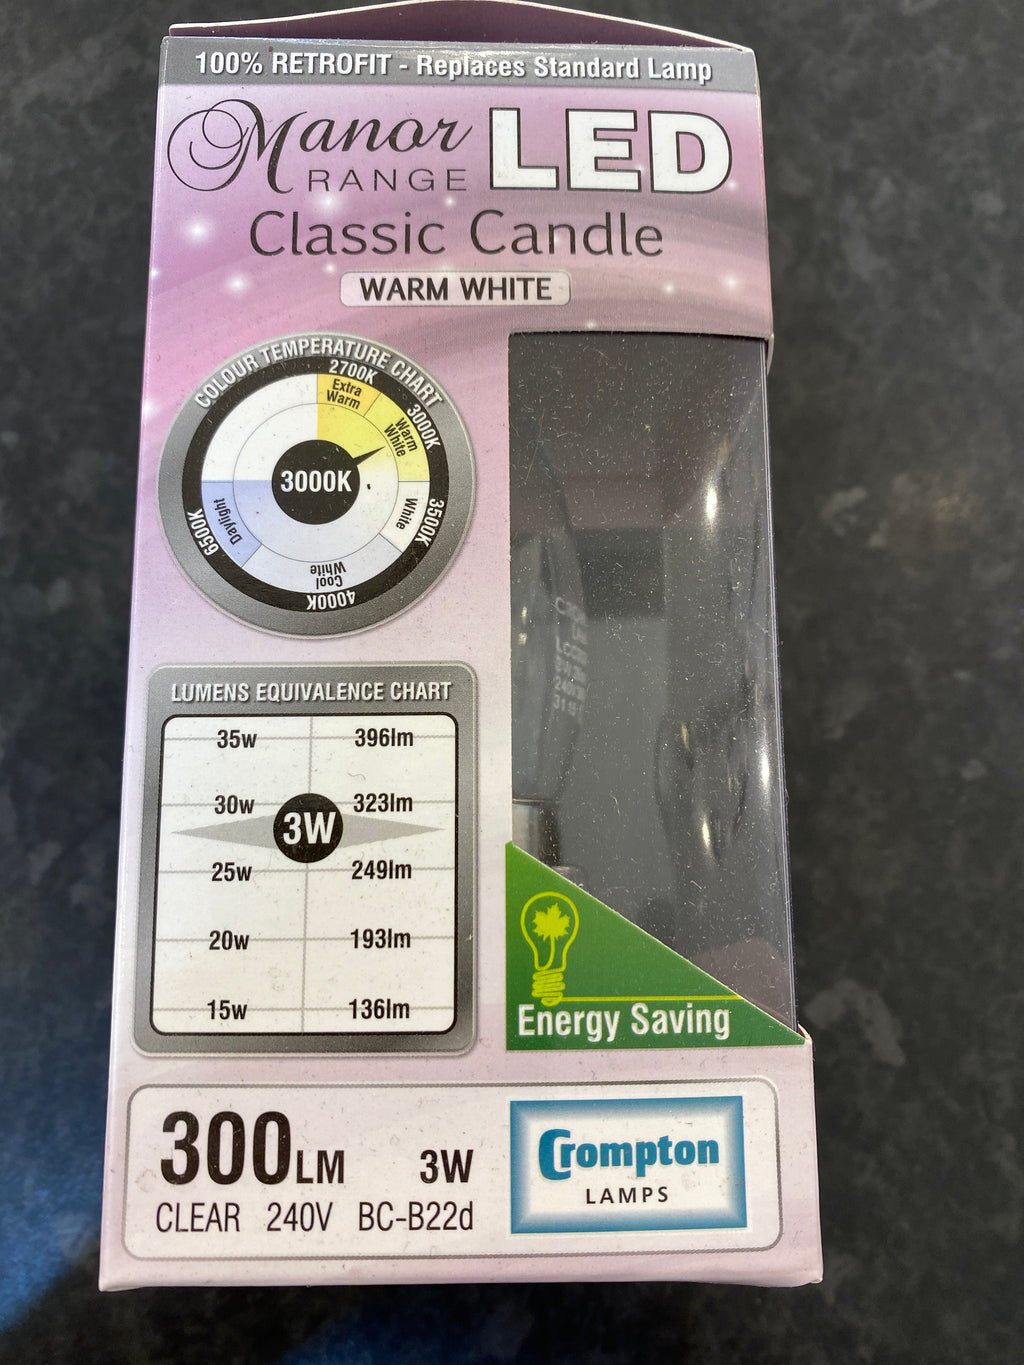 100% RETROFIT - Replaces Standard Lamp
Manor
RANGE
LED
Classic Candle
WARM WHITE
COLOUR TEMPERATURE CHART
2700K
Extra
Warm
3000K
Warm
White
3000K
3500K
White
4000K
Cool
White
6500K
Daylight
LUMENS EQUIVALENCE CHART
35w 396lm
30w 323lm
3W
25w 249lm
20w 193lm
15w 136lm
Energy Saving
300LM 3W
CLEAR 240V BC-B22d
Crompton
LAMPS